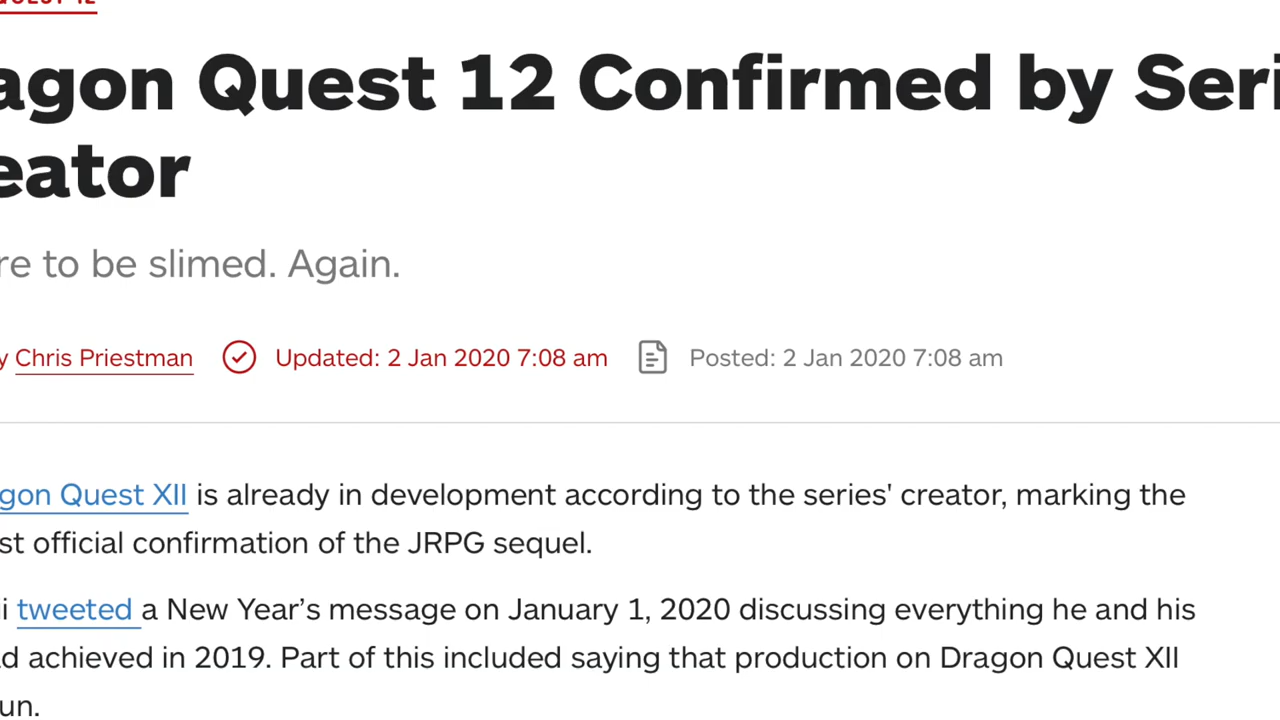 agon Quest 12 Confirmed by Seri
eator
re to be slimed. Again.
y Chris Priestman Updated: 2 Jan 2020 7:08 am Posted: 2 Jan 2020 7:08 am
gon Quest XII is already in development according to the series' creator, marking the
st official confirmation of the JRPG sequel.
i tweeted a New Year’s message on January 1, 2020 discussing everything he and his
d achieved in 2019. Part of this included saying that production on Dragon Quest XII
un.